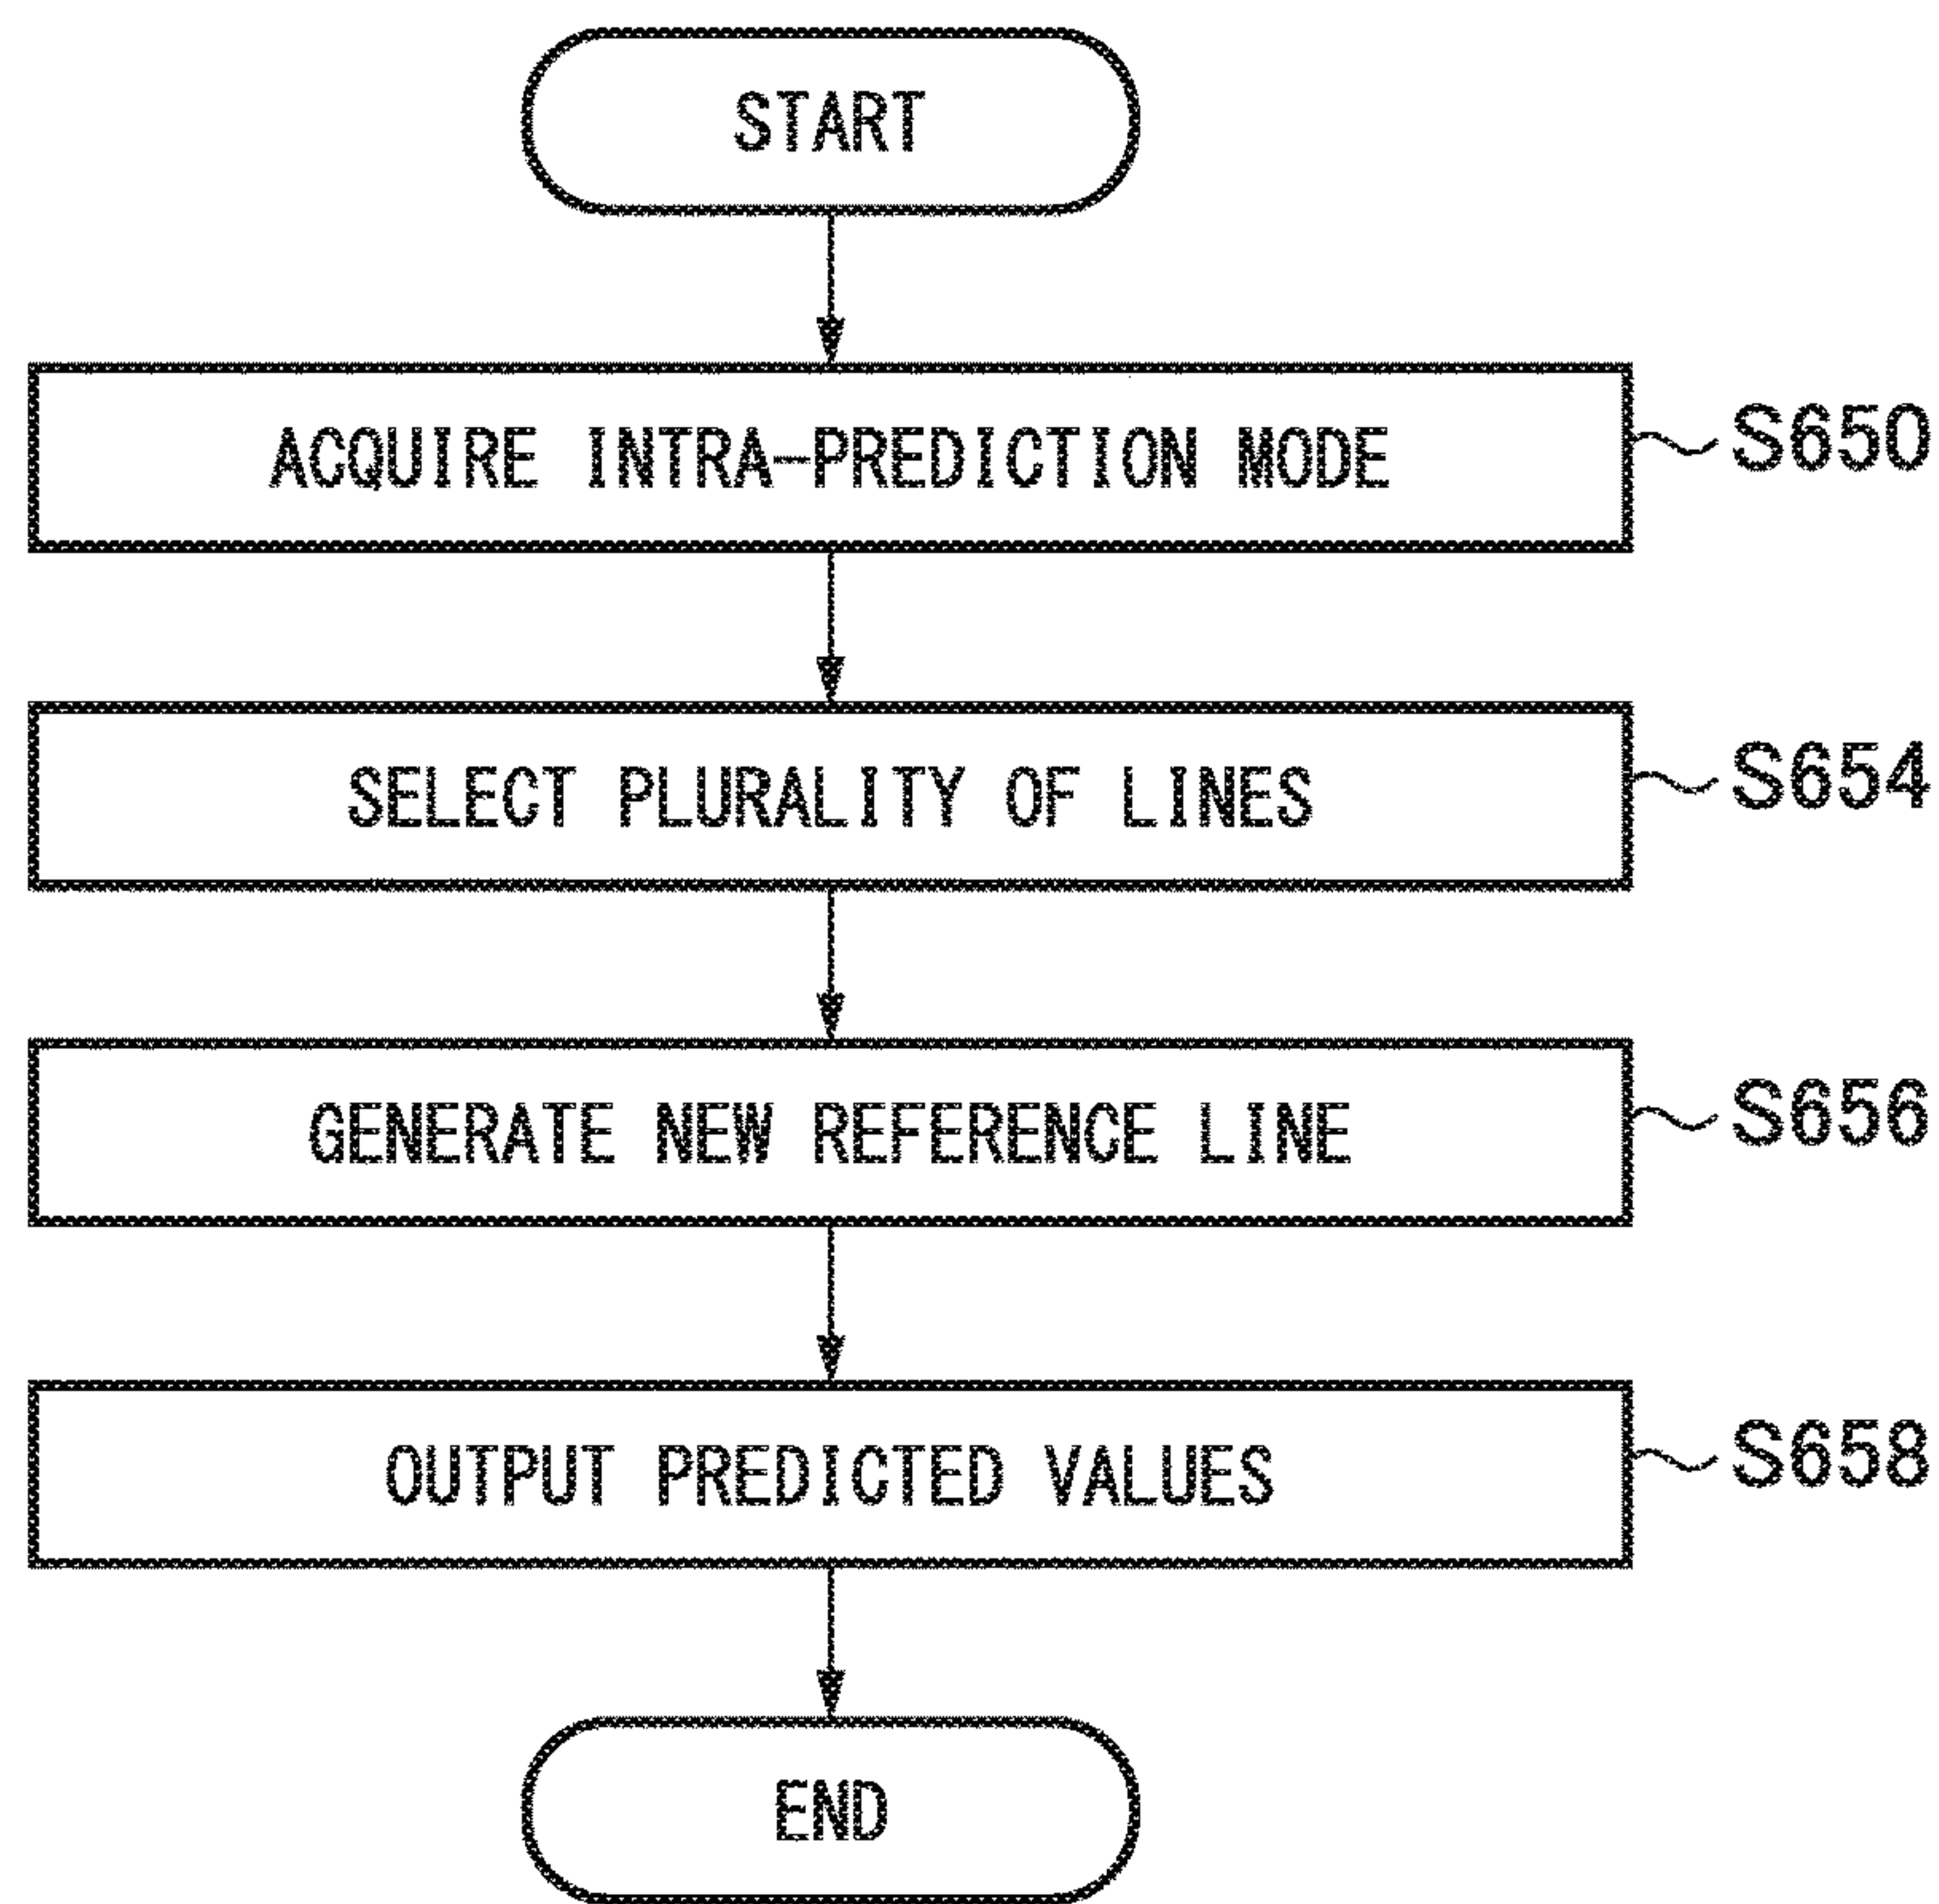 START
ACQUIRE INTRA-PREDICTION MODE
S650
SELECT PLURALITY OF LINES
S654
GENERATE NEW REFERENCE LINE
S656
OUTPUT PREDICTED VALUES
S658
END